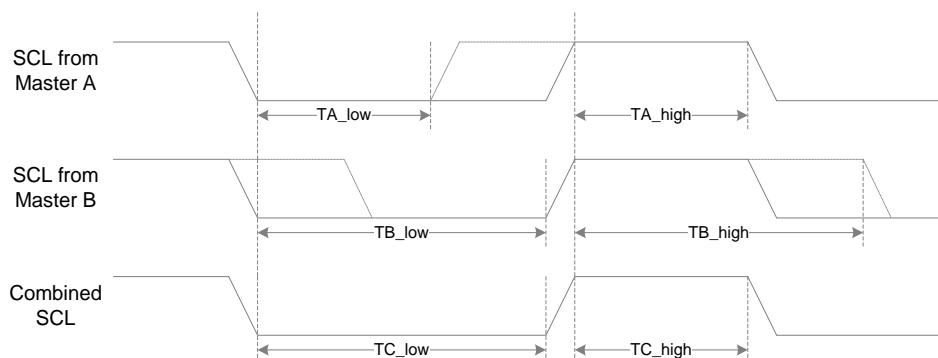 SCL from
Master A
TA_low
TA_high
SCL from
Master B
TB_low
TB_high
Combined
SCL
TC_low
TC_high